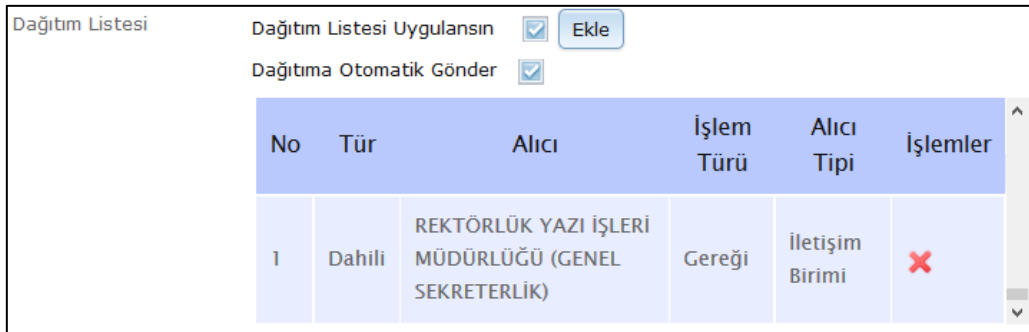 Dağıtım Listesi
Dağıtım Listesi Uygulansın Ekle
Dağıtıma Otomatik Gönder
No Tür Alıcı İşlem Türü Alıcı Tipi İşlemler
1 Dahili REKTÖRLÜK YAZI İŞLERİ MÜDÜRLÜĞÜ (GENEL SEKRETERLİK) Gereği İletişim Birimi